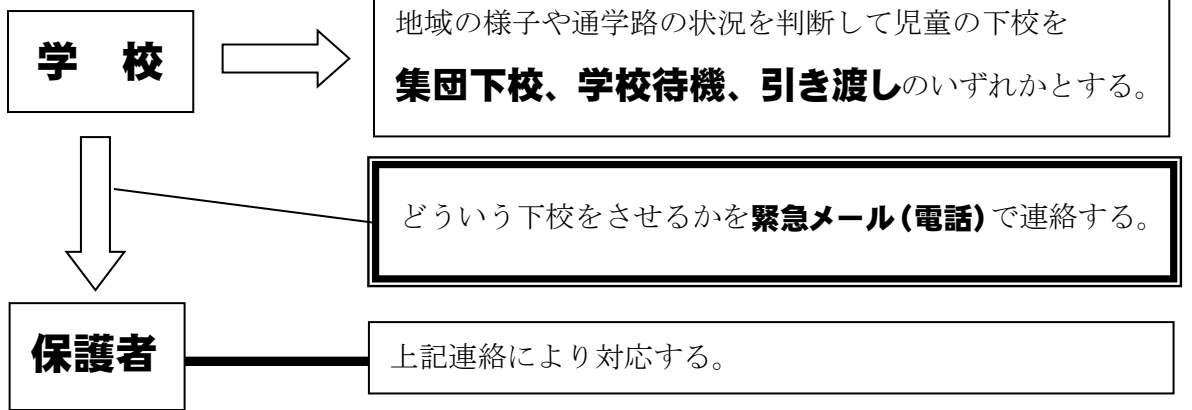 学　校
地域の様子や通学路の状況を判断して児童の下校を
集団下校、学校待機、引き渡しのいずれかとする。
どういう下校をさせるかを緊急メール(電話)で連絡する。
保護者
上記連絡により対応する。